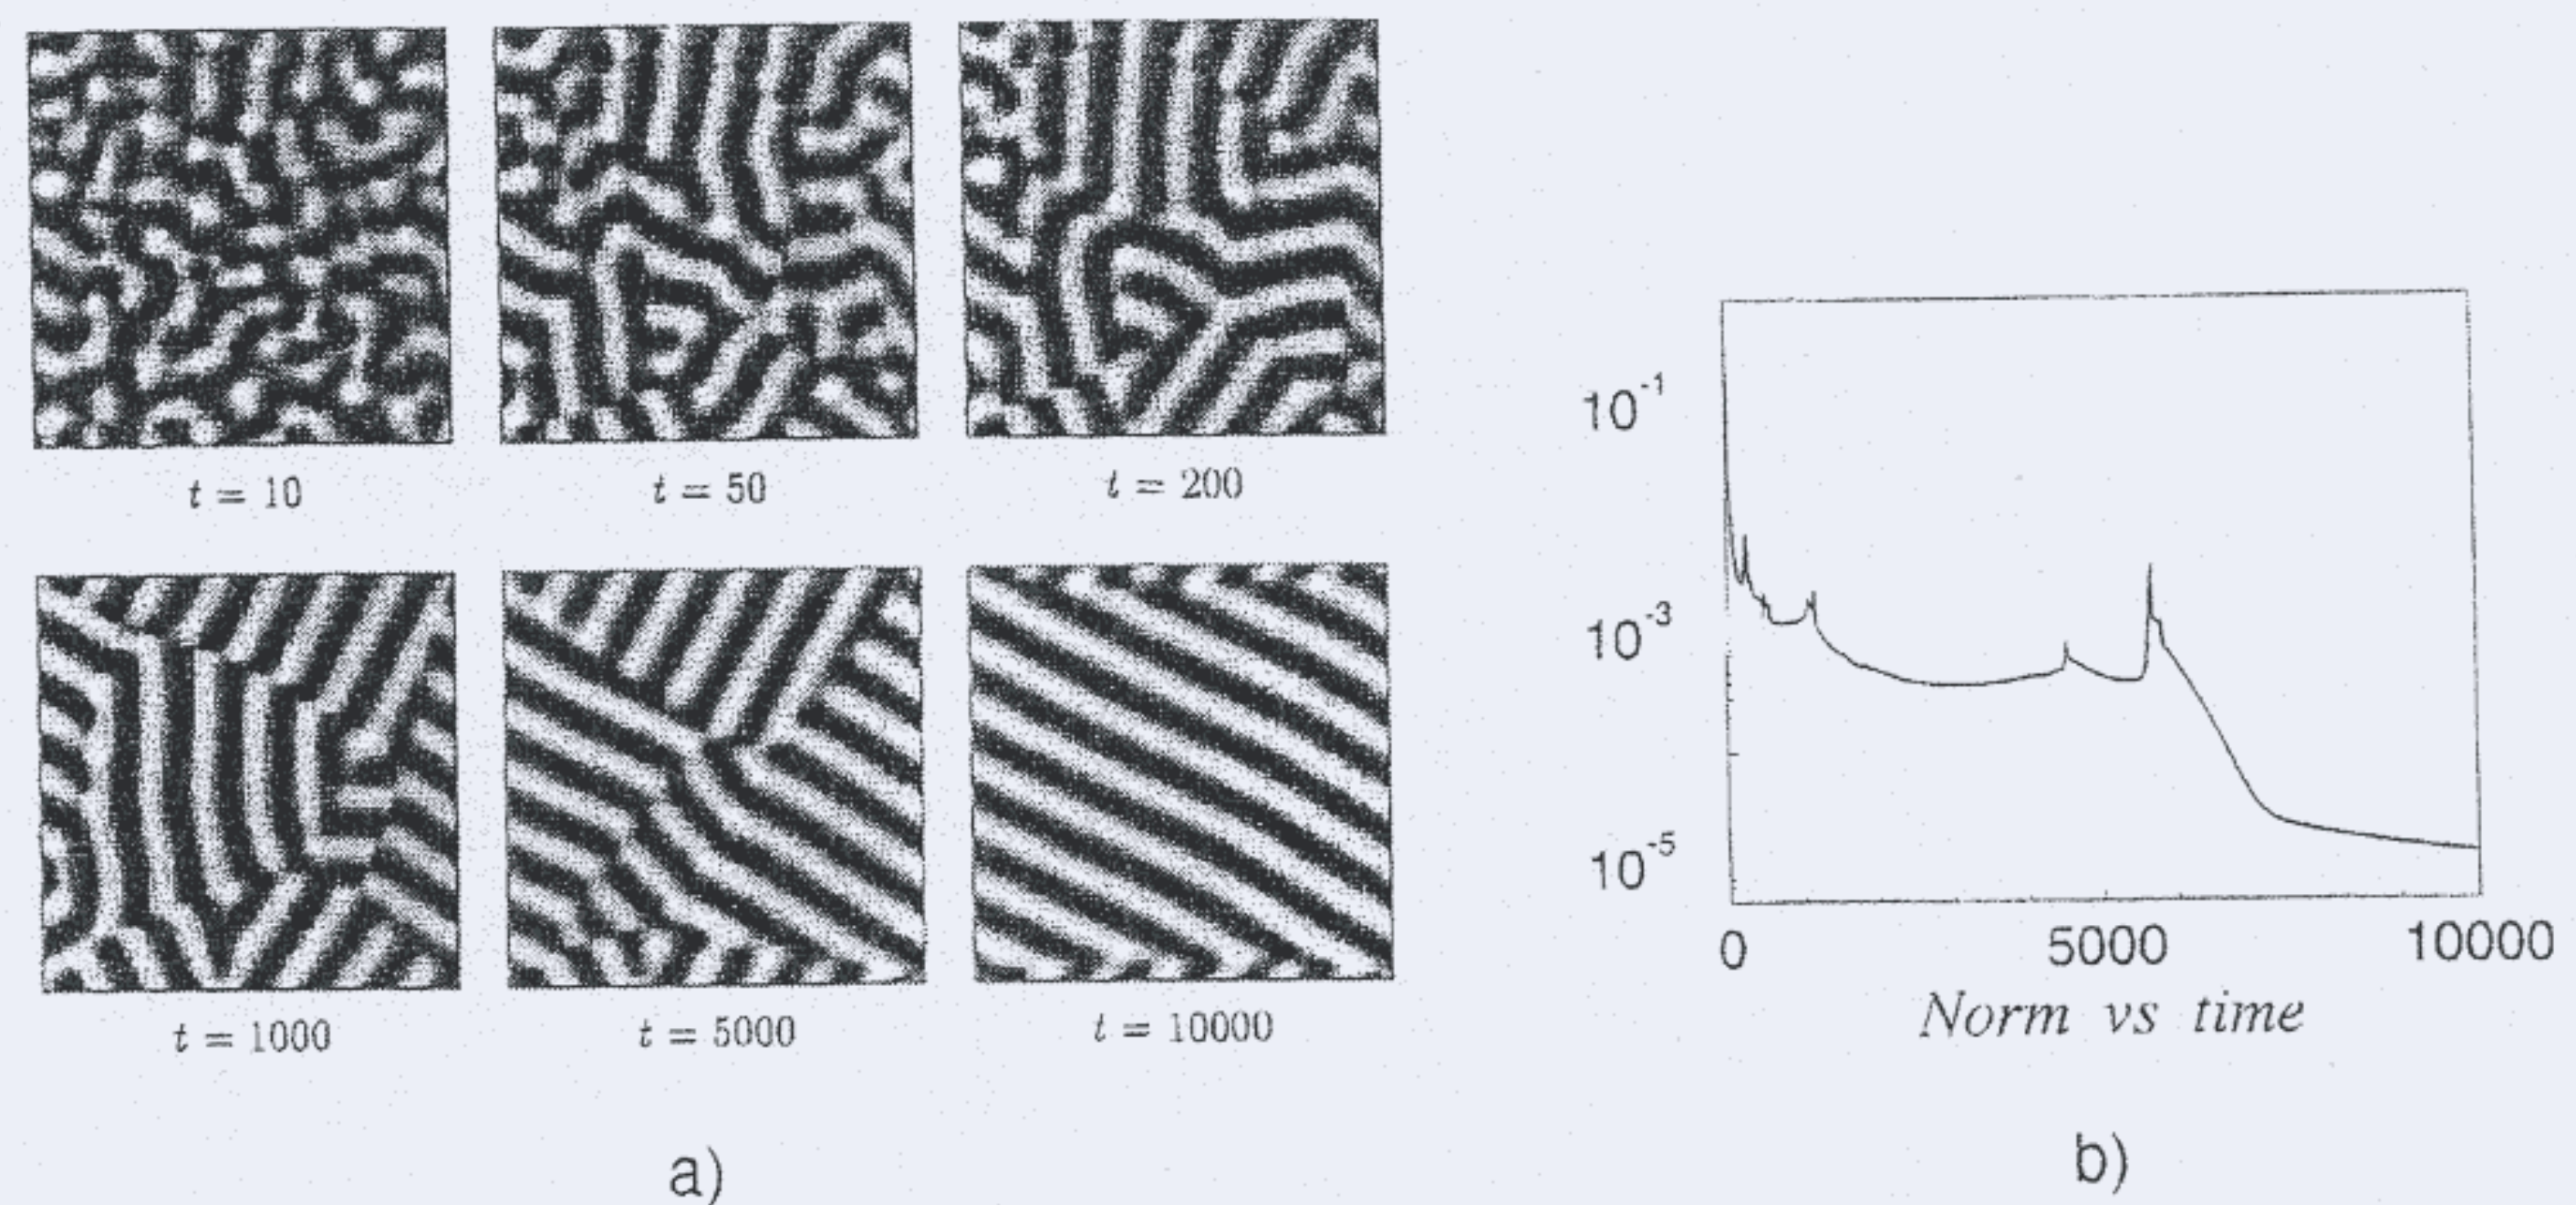 t = 10
t = 50
t = 200
t = 1000
t = 5000
t = 10000
a)
10-1
10-3
10-5
0
5000
10000
Norm vs time
b)